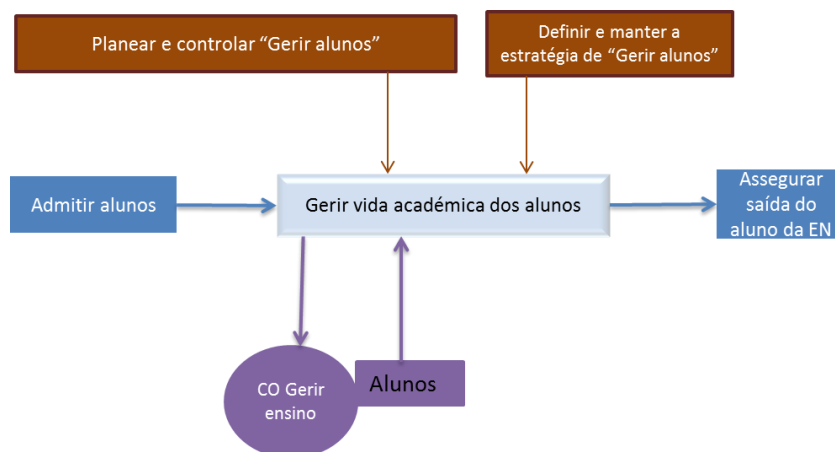 Planear e controlar “Gerir alunos”
Definir e manter a
estratégia de “Gerir alunos”
Admitir alunos
Gerir vida académica dos alunos
Assegurar
saída do
aluno da EN
CO Gerir
ensino
Alunos